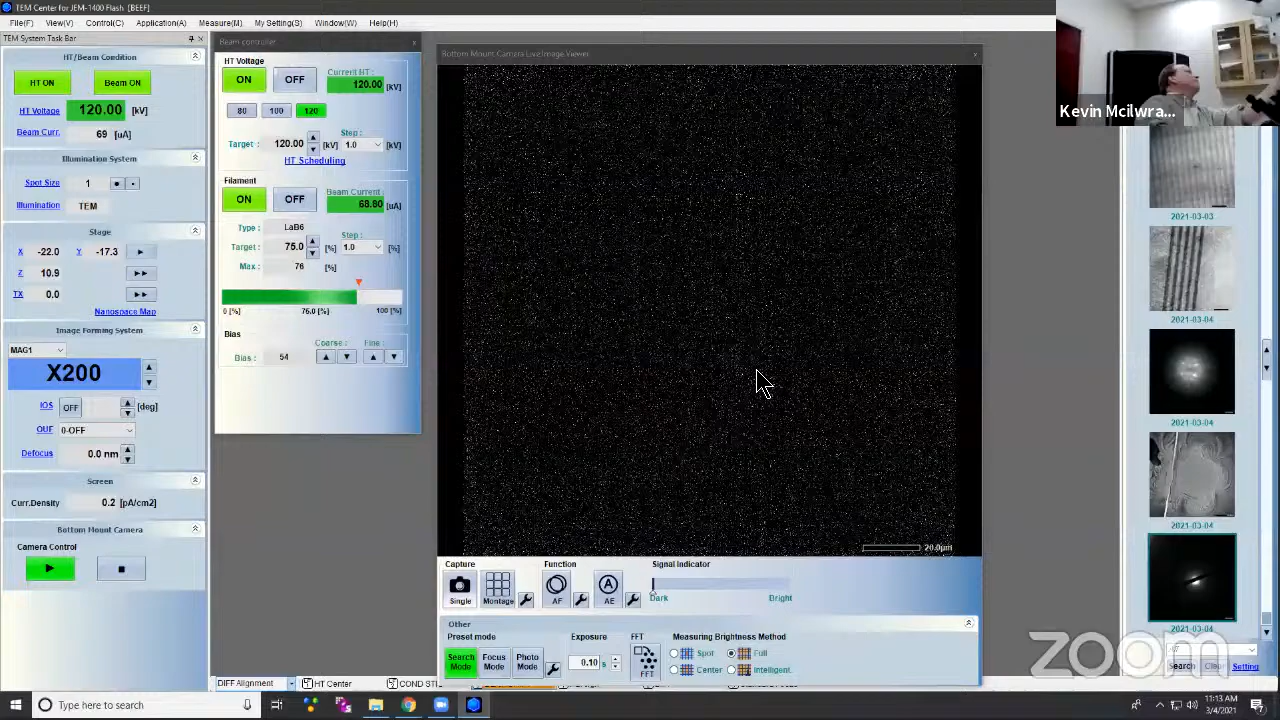 TEM Center for JEM-1400 Flash [BEEF]
File(F) View(V) Control(C) Application(A) Measure(M) My Setting(S) Window(W) Help(H)
TEM System Task Bar
HT/Beam Condition
HT ON Beam ON
HT Voltage 120.00 [kV]
Beam Curr. 69 [uA]
Illumination System
Spot Size 1
Illumination TEM
Stage
X -22.0 Y -17.3
Z 10.9
TX 0.0
Nanospace Map
Image Forming System
MAG1
X200
IOS OFF [deg]
OUF 0-OFF
Defocus 0.0 nm
Screen
Curr.Density 0.2 [pA/cm2]
Bottom Mount Camera
Camera Control
Beam controller
HT Voltage
ON OFF Current HT : 120.00 [kV]
80 100 120
Target : 120.00 [kV] Step : 1.0 [kV]
HT Scheduling
Filament
ON OFF Beam Current : 68.80 [uA]
Type : LaB6
Target : 75.0 [%] Step : 1.0 [%]
Max : 76 [%]
0 [%] 76.0 [%] 100 [%]
Bias
Coarse : Fine :
Bias : 54
Bottom Mount Camera Live Image Viewer
20.0µm
Capture Function Signal Indicator
Single Montage AF AE
Dark Bright
Other
Preset mode Exposure FFT Measuring Brightness Method
Search Mode Focus Mode Photo Mode 0.10 s FFT
Spot Full
Center Intelligent.
DIFF Alignment HT Center
Kevin Mcilwra...
2021-03-03
2021-03-04
2021-03-04
2021-03-04
2021-03-04
Search Clear Setting
zoom
Type here to search
11:13 AM
3/4/2021